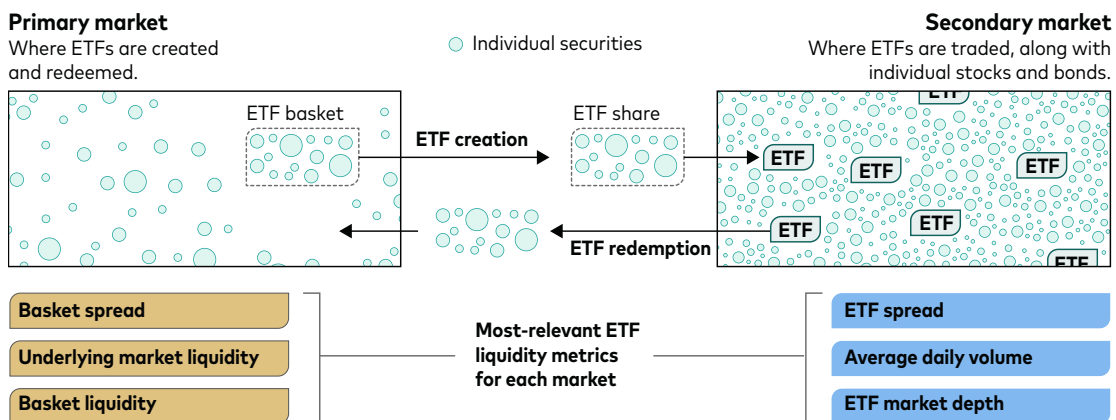 Primary market
Where ETFs are created
and redeemed.
Individual securities
Secondary market
Where ETFs are traded, along with
individual stocks and bonds.
ETF basket
ETF creation
ETF share
ETF
ETF
ETF
ETF
ETF
ETF
ETF
ETF redemption
Basket spread
Underlying market liquidity
Basket liquidity
Most-relevant ETF
liquidity metrics
for each market
ETF spread
Average daily volume
ETF market depth